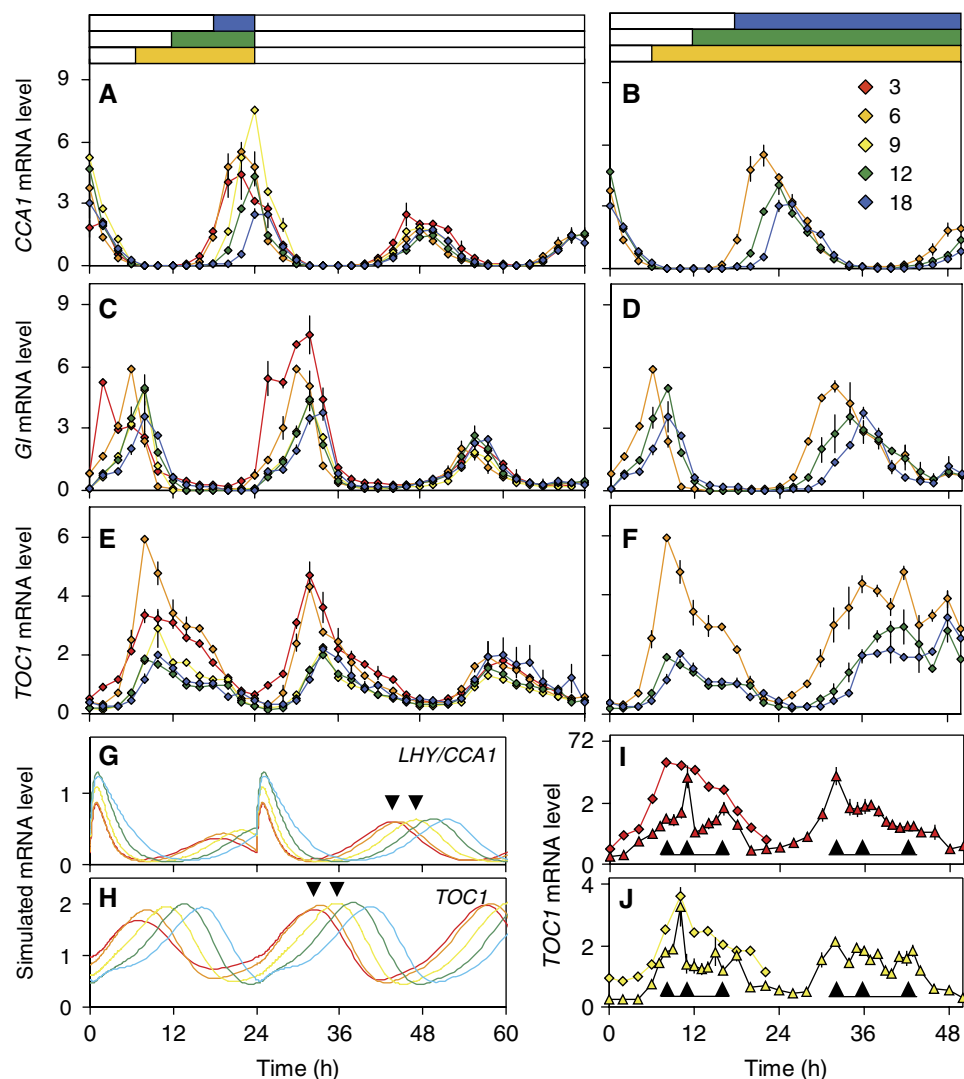 9
6
3
0
CCA1 mRNA level
A
B
3
6
9
12
18
9
6
3
0
GI mRNA level
C
D
6
4
2
0
TOC1 mRNA level
E
F
1
0
Simulated mRNA level
G
LHY/CCA1
2
1
0
H
TOC1
0
12
24
36
48
60
Time (h)
72
2
0
TOC1 mRNA level
I
4
2
0
J
0
12
24
36
48
Time (h)